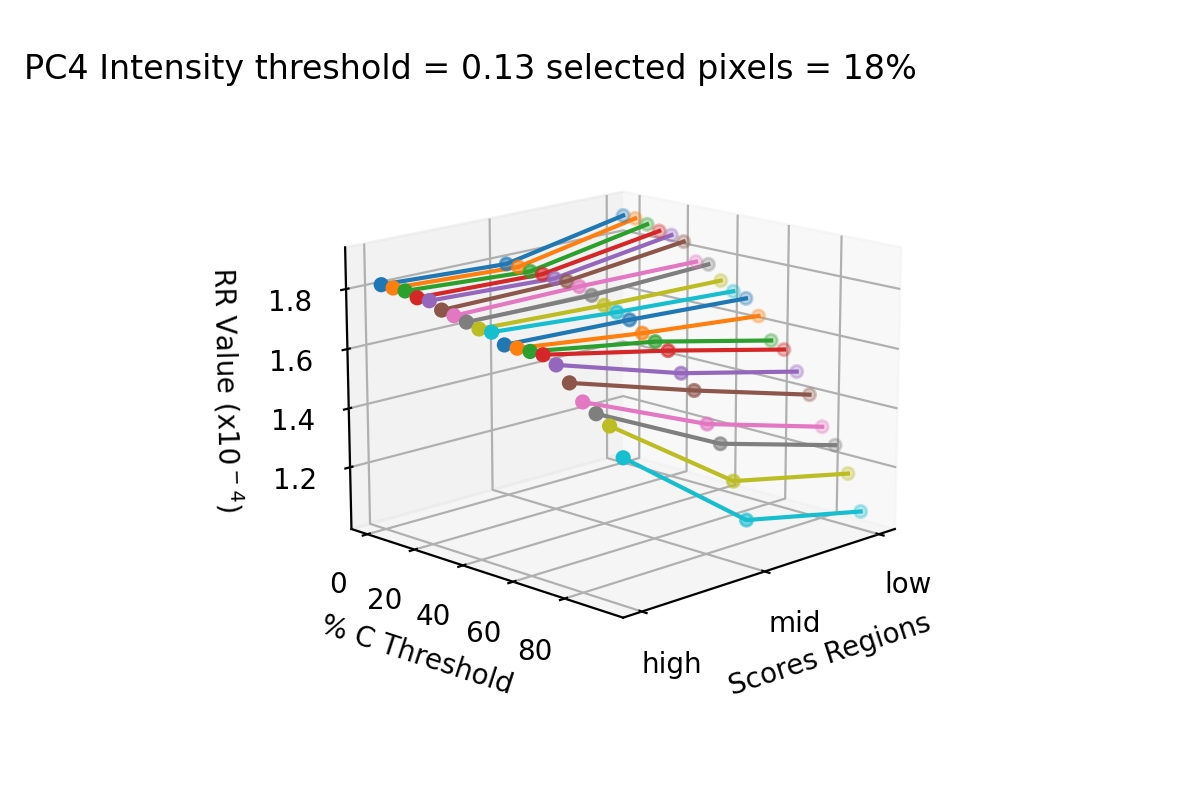 PC4 Intensity threshold = 0.13 selected pixels = 18%
RR Value (x10⁻⁴)
1.8
1.6
1.4
1.2
0
20
40
60
80
% C Threshold
high
mid
low
Scores Regions